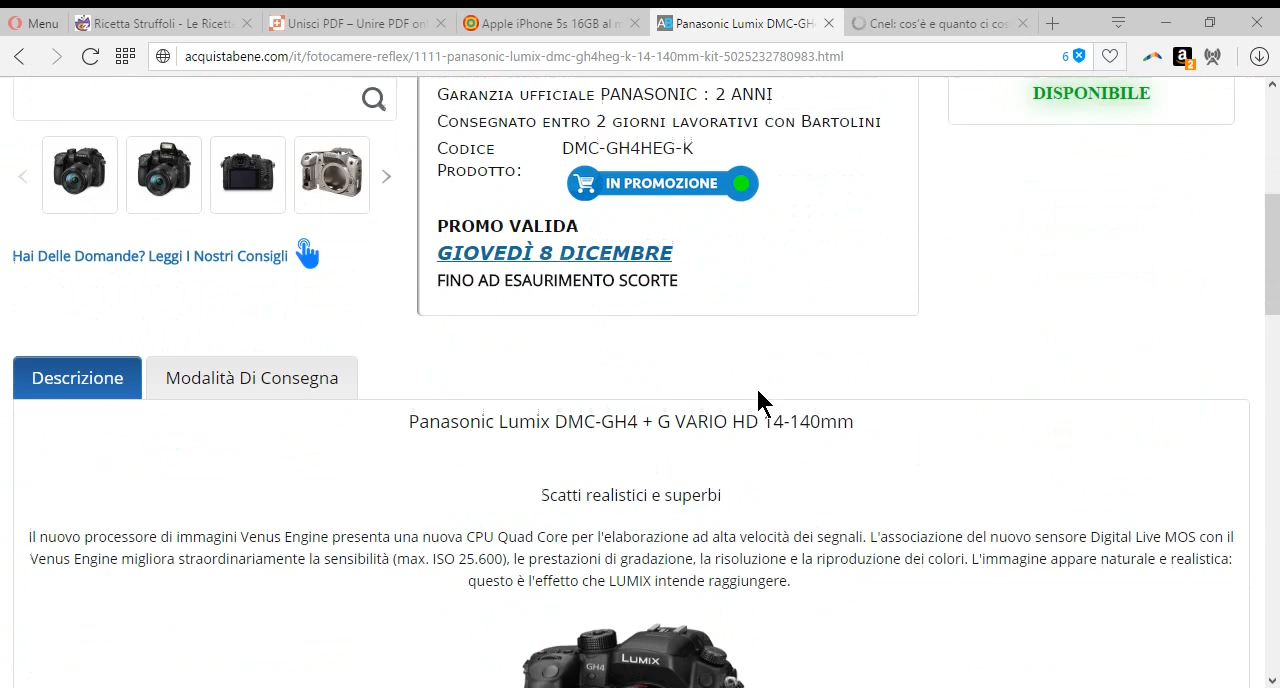 Menu
Ricetta Struffoli - Le Ricett
Unisci PDF – Unire PDF onl
Apple iPhone 5s 16GB al m
Panasonic Lumix DMC-GH
Cnel: cos'è e quanto ci cos
acquistabene.com/it/fotocamere-reflex/1111-panasonic-lumix-dmc-gh4heg-k-14-140mm-kit-5025232780983.html
6
a
2
GARANZIA UFFICIALE PANASONIC : 2 ANNI
CONSEGNATO ENTRO 2 GIORNI LAVORATIVI CON BARTOLINI
CODICE PRODOTTO: DMC-GH4HEG-K
IN PROMOZIONE
PROMO VALIDA
GIOVEDÌ 8 DICEMBRE
FINO AD ESAURIMENTO SCORTE
DISPONIBILE
Hai Delle Domande? Leggi I Nostri Consigli
Descrizione
Modalità Di Consegna
Panasonic Lumix DMC-GH4 + G VARIO HD 14-140mm
Scatti realistici e superbi
Il nuovo processore di immagini Venus Engine presenta una nuova CPU Quad Core per l'elaborazione ad alta velocità dei segnali. L'associazione del nuovo sensore Digital Live MOS con il
Venus Engine migliora straordinariamente la sensibilità (max. ISO 25.600), le prestazioni di gradazione, la risoluzione e la riproduzione dei colori. L'immagine appare naturale e realistica:
questo è l'effetto che LUMIX intende raggiungere.
GH4
LUMIX